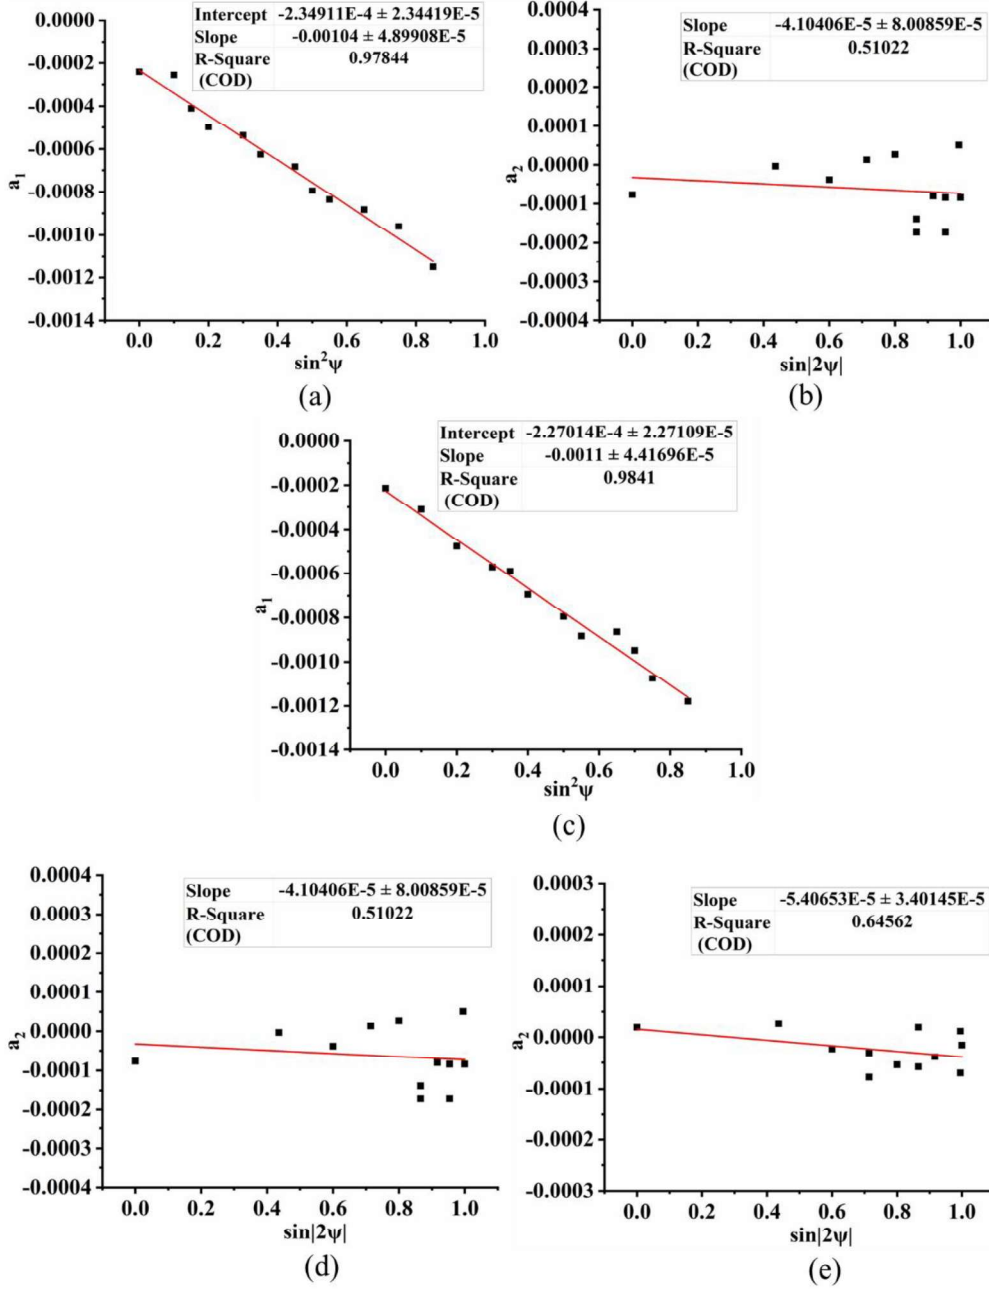 Intercept -2.34911E-4 ± 2.34419E-5
Slope -0.00104 ± 4.89908E-5
R-Square 0.97844
(COD)
0.0000
-0.0002
-0.0004
-0.0006
-0.0008
-0.0010
-0.0012
-0.0014
a1
0.0 0.2 0.4 0.6 0.8 1.0
sin²ψ
(a)
Slope -4.10406E-5 ± 8.00859E-5
R-Square 0.51022
(COD)
0.0004
0.0003
0.0002
0.0001
0.0000
-0.0001
-0.0002
-0.0003
-0.0004
a2
0.0 0.2 0.4 0.6 0.8 1.0
sin|2ψ|
(b)
Intercept -2.27014E-4 ± 2.27109E-5
Slope -0.0011 ± 4.41696E-5
R-Square 0.9841
(COD)
0.0000
-0.0002
-0.0004
-0.0006
-0.0008
-0.0010
-0.0012
-0.0014
a1
0.0 0.2 0.4 0.6 0.8 1.0
sin²ψ
(c)
Slope -4.10406E-5 ± 8.00859E-5
R-Square 0.51022
(COD)
0.0004
0.0003
0.0002
0.0001
0.0000
-0.0001
-0.0002
-0.0003
-0.0004
a2
0.0 0.2 0.4 0.6 0.8 1.0
sin|2ψ|
(d)
Slope -5.40653E-5 ± 3.40145E-5
R-Square 0.64562
(COD)
0.0003
0.0002
0.0001
0.0000
-0.0001
-0.0002
-0.0003
a2
0.0 0.2 0.4 0.6 0.8 1.0
sin|2ψ|
(e)